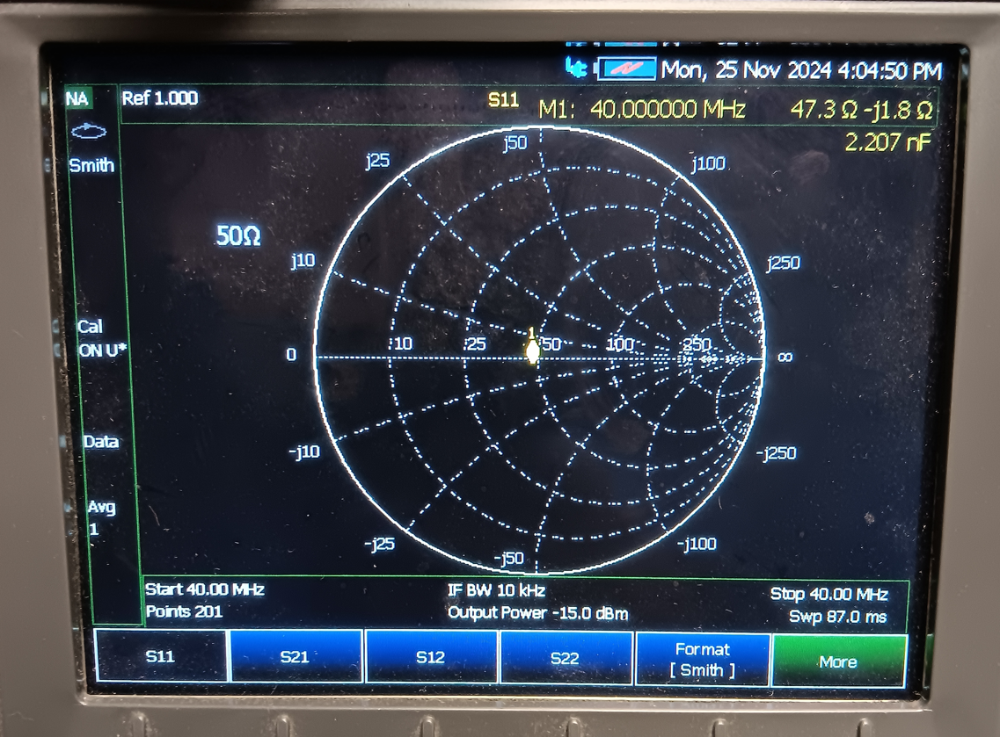 Mon, 25 Nov 2024 4:04:50 PM
NA
Ref 1.000
S11
M1: 40.000000 MHz
47.3 Ω -j1.8 Ω
2.207 nF
Smith
50Ω
j50
j25
j100
j10
j250
0
10
25
1
50
100
250
∞
-j10
-j250
-j25
-j50
-j100
Cal
ON U*
Data
Avg
1
Start 40.00 MHz
IF BW 10 kHz
Stop 40.00 MHz
Points 201
Output Power -15.0 dBm
Swp 87.0 ms
S11
S21
S12
S22
Format
[ Smith ]
More